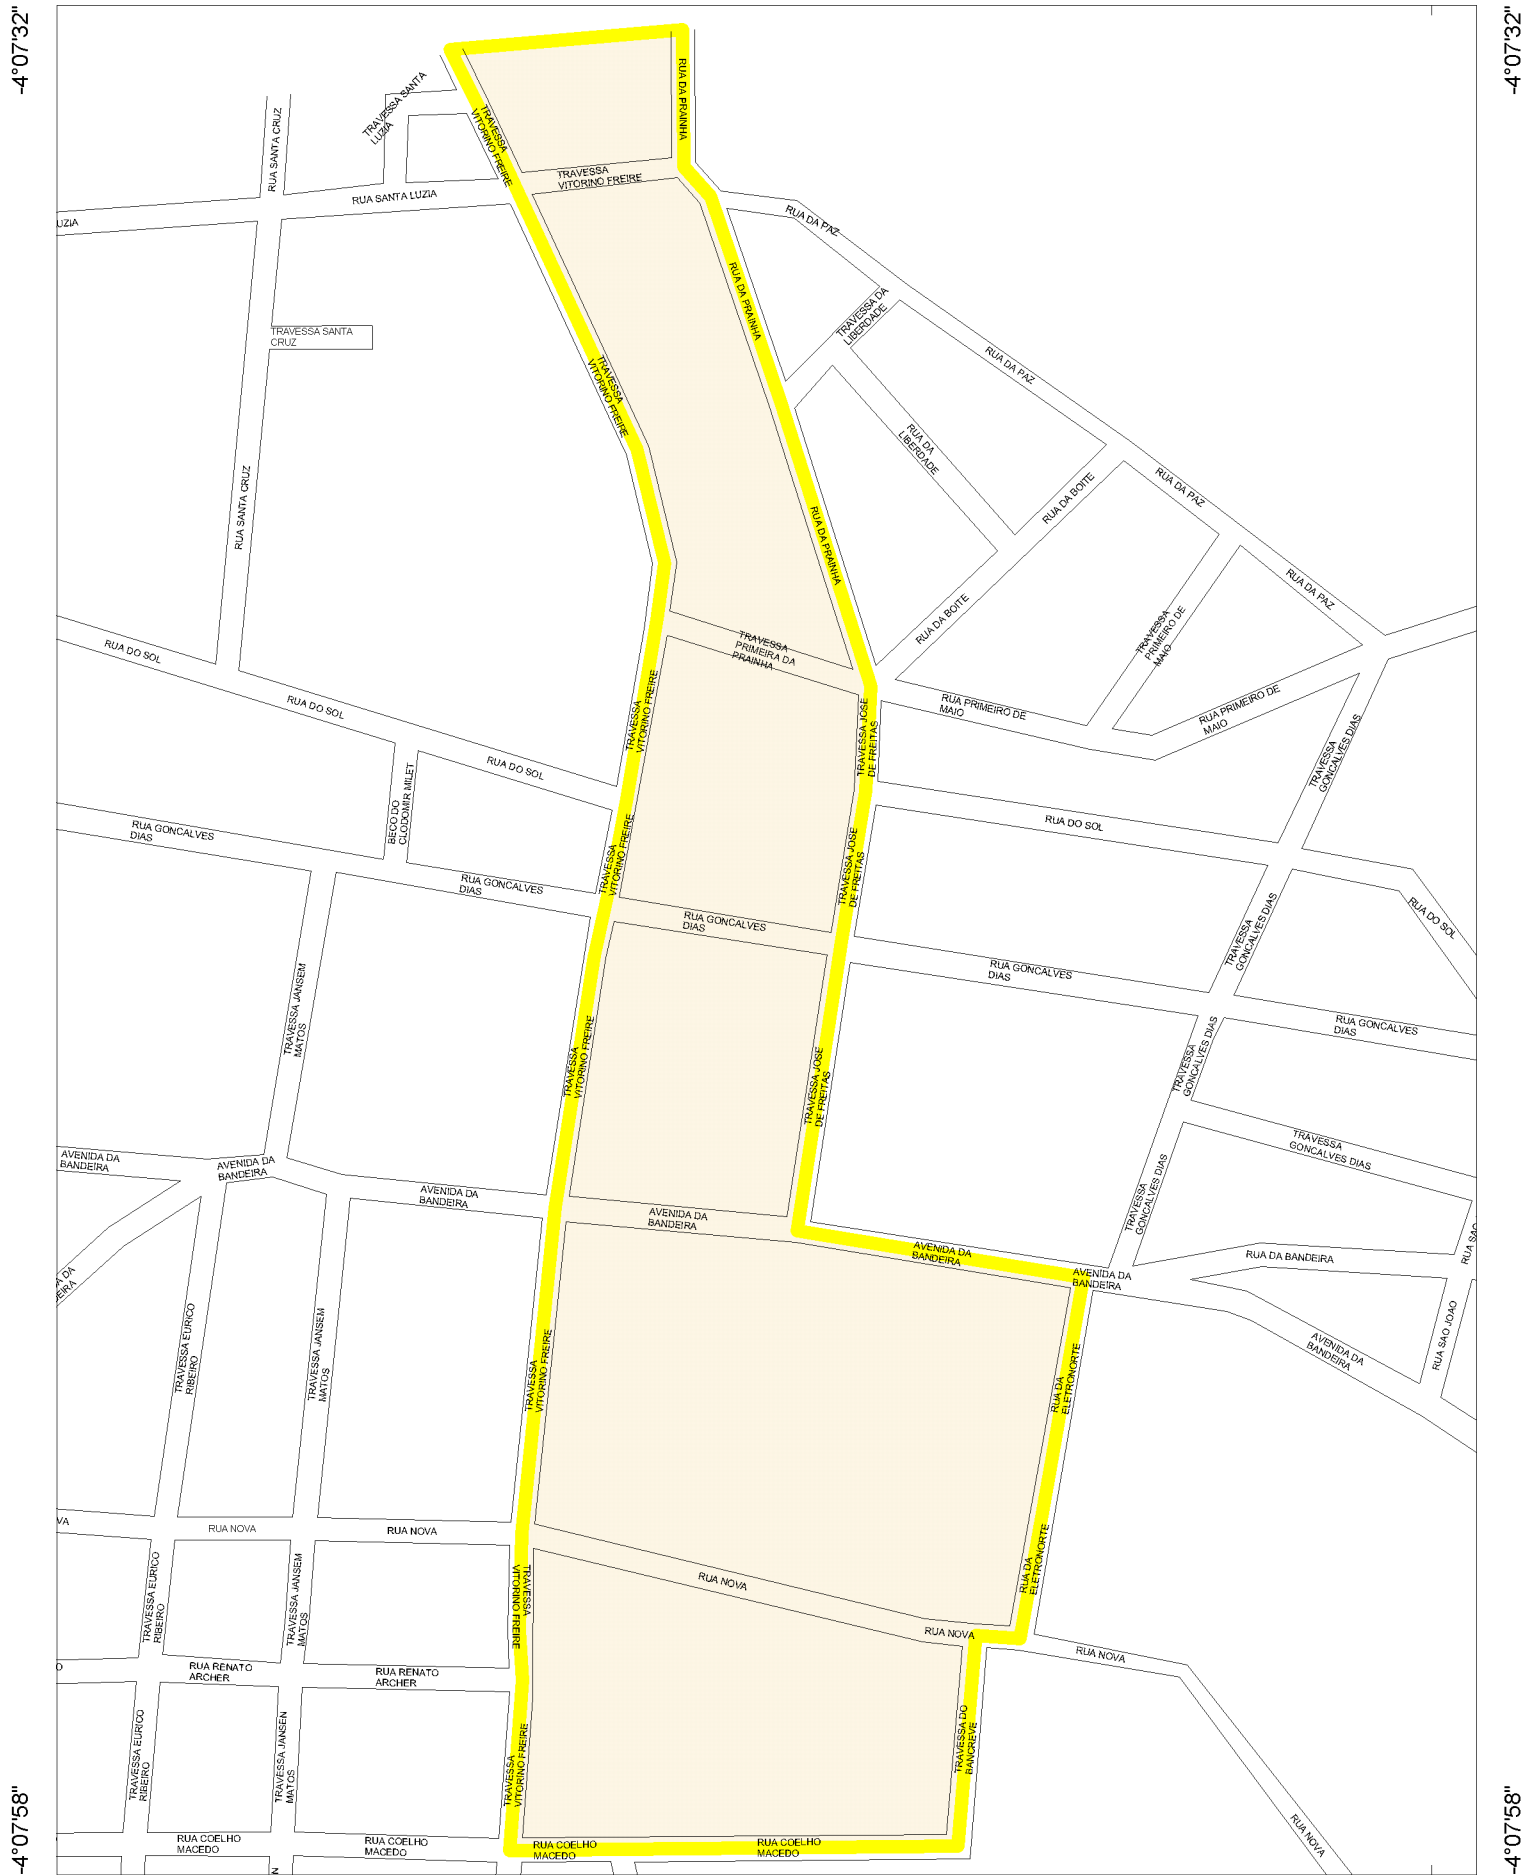 -4°07'32"
-4°07'32"
TRAVESSA SANTA
LUZIA
RUA SANTA CRUZ
RUA DA PRAINHA
TRAVESSA
VITORINO FREIRE
TRAVESSA
VITORINO FREIRE
RUA SANTA LUZIA
UZIA
RUA DA PAZ
RUA DA PRAINHA
TRAVESSA DA
LIBERDADE
TRAVESSA SANTA
CRUZ
RUA DA PAZ
TRAVESSA
VITORINO FREIRE
RUA DA
LIBERDADE
RUA DA BOITE
RUA DA PAZ
RUA SANTA CRUZ
RUA DA PRAINHA
RUA DA PAZ
RUA DA BOITE
TRAVESSA
PRIMEIRO DE
MAIO
TRAVESSA
PRIMEIRA DA
PRAINHA
RUA DO SOL
RUA DO SOL
TRAVESSA
VITORINO FREIRE
TRAVESSA JOSE
DE FREITAS
RUA PRIMEIRO DE
MAIO
RUA PRIMEIRO DE
MAIO
TRAVESSA
GONCALVES DIAS
RUA DO SOL
BECO DO
CLODOMIR MILET
RUA GONCALVES
DIAS
RUA DO SOL
TRAVESSA
VITORINO FREIRE
TRAVESSA JOSE
DE FREITAS
RUA GONCALVES
DIAS
RUA GONCALVES
DIAS
TRAVESSA
GONCALVES DIAS
RUA DO SOL
RUA GONCALVES
DIAS
TRAVESSA JANSEM
MATOS
RUA GONCALVES
DIAS
TRAVESSA
VITORINO FREIRE
TRAVESSA JOSE
DE FREITAS
TRAVESSA
GONCALVES DIAS
TRAVESSA
GONCALVES DIAS
AVENIDA DA
BANDEIRA
AVENIDA DA
BANDEIRA
AVENIDA DA
BANDEIRA
AVENIDA DA
BANDEIRA
TRAVESSA
GONCALVES DIAS
AVENIDA DA
BANDEIRA
AVENIDA DA
BANDEIRA
RUA DA BANDEIRA
RUA SAO
A DA
EIRA
TRAVESSA EURICO
RIBEIRO
TRAVESSA JANSEM
MATOS
TRAVESSA
VITORINO FREIRE
RUA DA
ELETRONORTE
AVENIDA DA
BANDEIRA
RUA SAO JOAO
VA
RUA NOVA
RUA NOVA
TRAVESSA EURICO
RIBEIRO
TRAVESSA JANSEM
MATOS
TRAVESSA
VITORINO FREIRE
RUA NOVA
RUA DA
ELETRONORTE
RUA NOVA
RUA NOVA
O
RUA RENATO
ARCHER
RUA RENATO
ARCHER
TRAVESSA EURICO
RIBEIRO
TRAVESSA JANSEN
MATOS
TRAVESSA
VITORINO FREIRE
TRAVESSA DO
BANCREVE
RUA NOVA
RUA COELHO
MACEDO
RUA COELHO
MACEDO
RUA COELHO
MACEDO
RUA COELHO
MACEDO
N
-4°07'58"
-4°07'58"